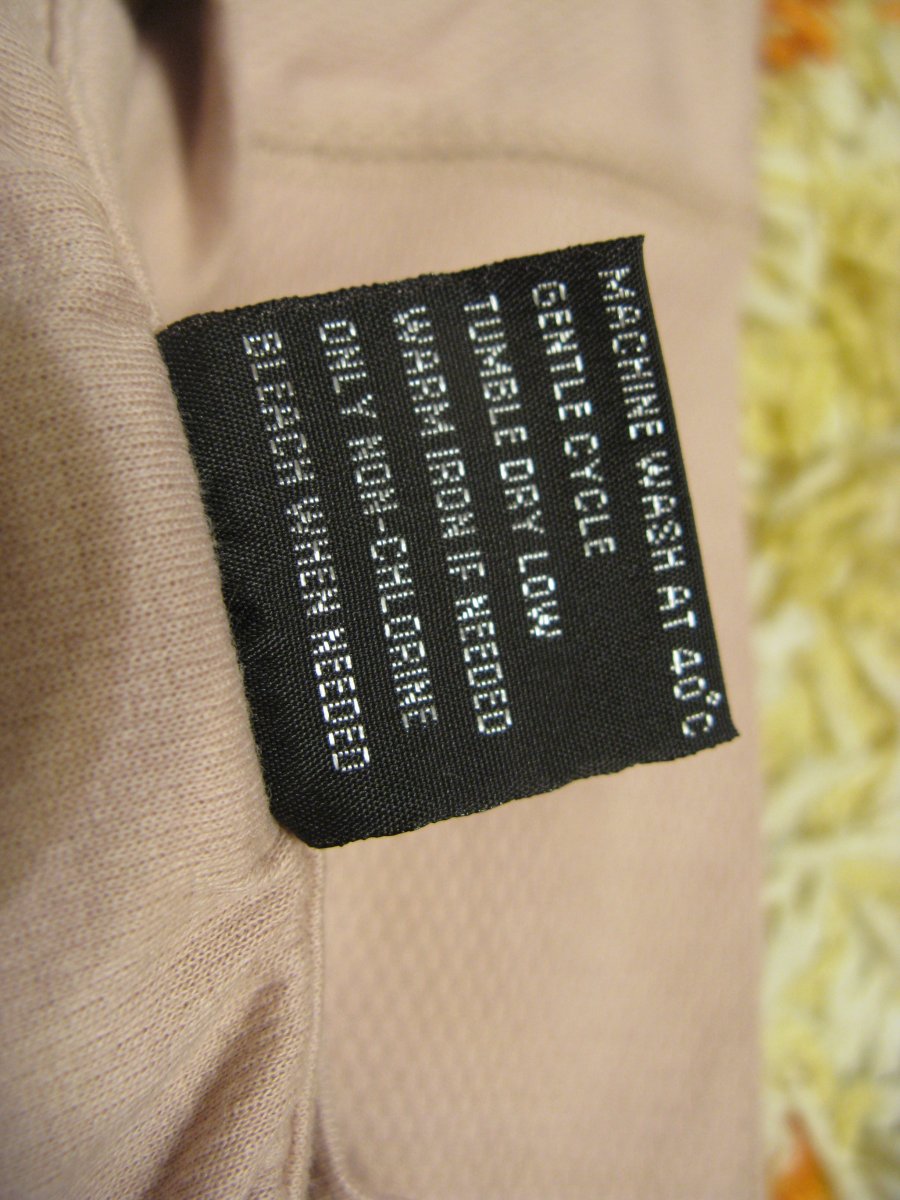 MACHINE WASH AT 40°C
GENTLE CYCLE
TUMBLE DRY LOW
WARM IRON IF NEEDED
ONLY NON-CHLORINE
BLEACH WHEN NEEDED